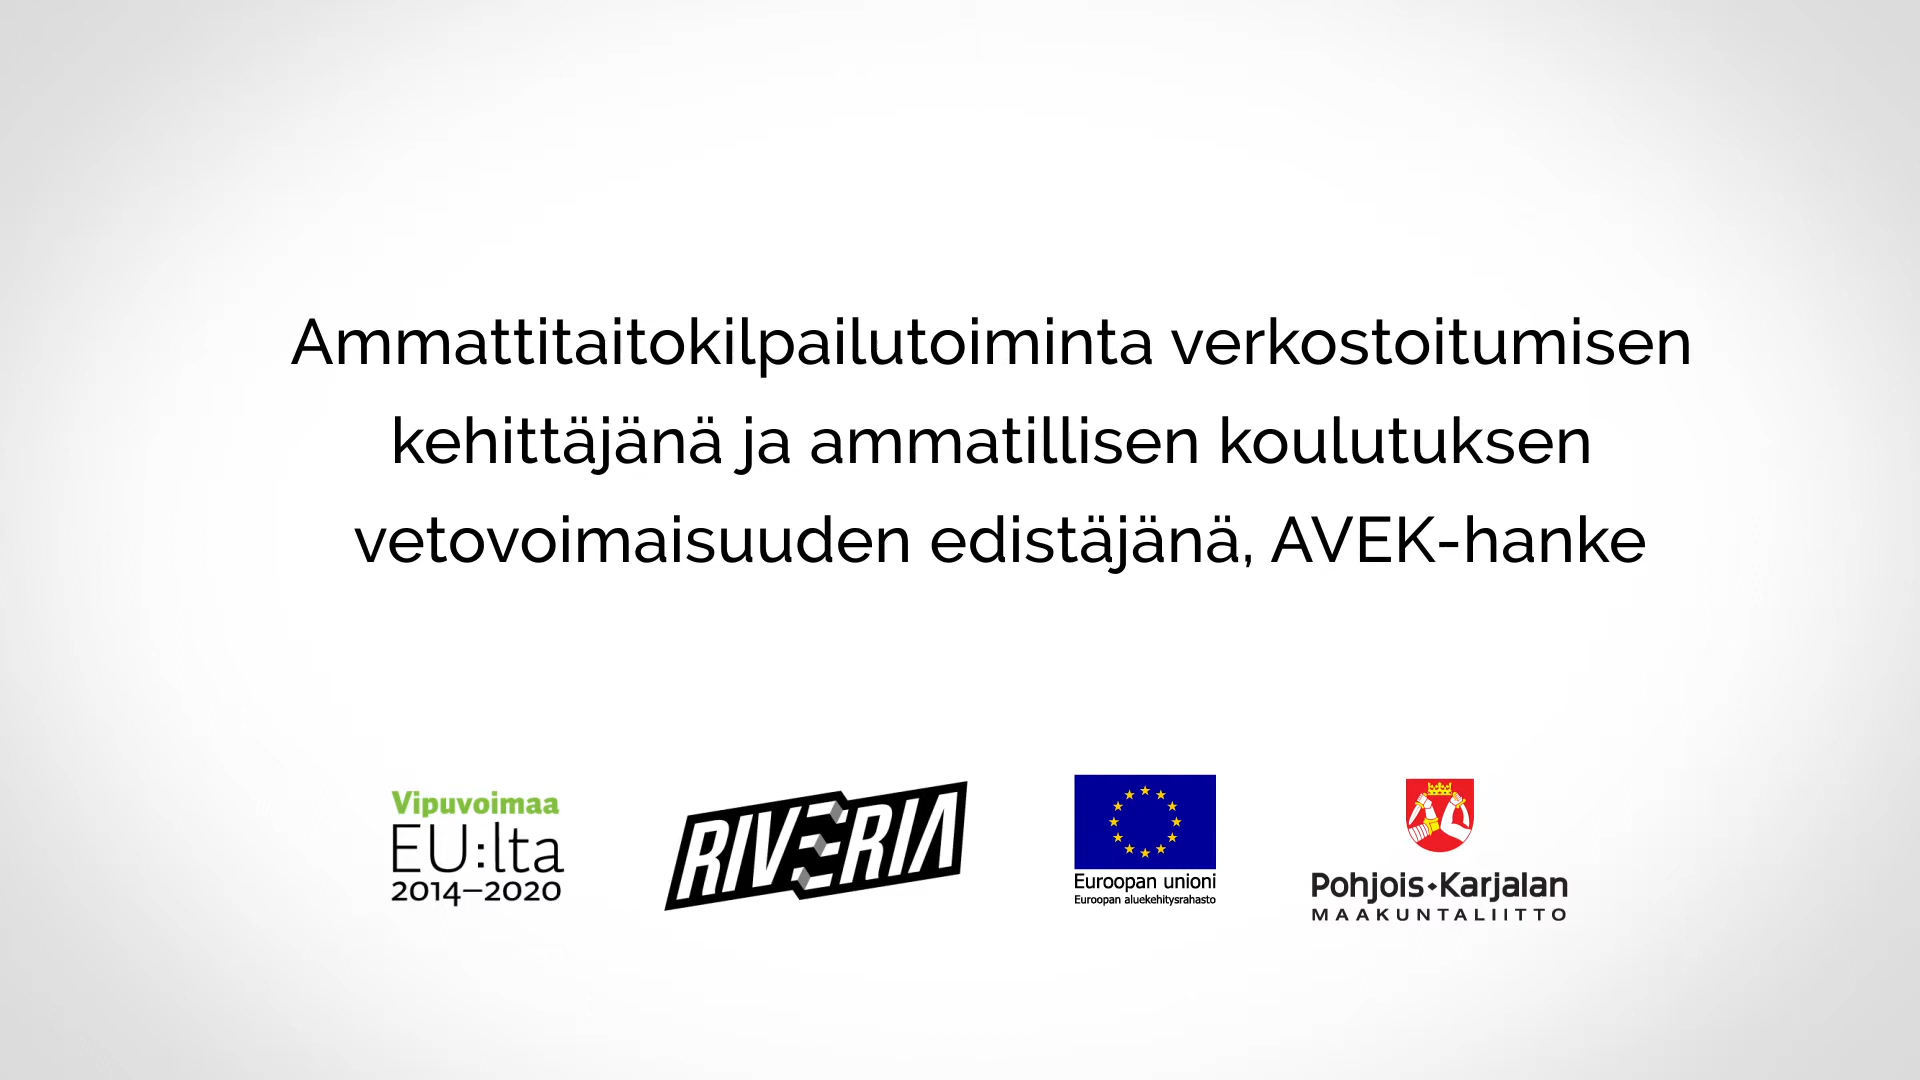 Ammattitaitokilpailutoiminta verkostoitumisen
kehittäjänä ja ammatillisen koulutuksen
vetovoimaisuuden edistäjänä, AVEK-hanke
Vipuvoimaa
EU:lta
2014–2020
RIVERIA
Euroopan unioni
Euroopan aluekehitysrahasto
Pohjois-Karjalan
MAAKUNTALIITTO